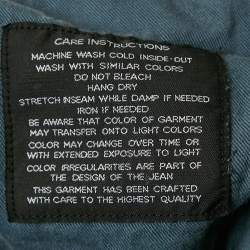 CARE INSTRUCTIONS
MACHINE WASH COLD INSIDE-OUT
WASH WITH SIMILAR COLORS
DO NOT BLEACH
HANG DRY
STRETCH INSEAM WHILE DAMP IF NEEDED
IRON IF NEEDED
BE AWARE THAT COLOR OF GARMENT
MAY TRANSFER ONTO LIGHT COLORS
COLOR MAY CHANGE OVER TIME OR
WITH EXTENDED EXPOSURE TO LIGHT
COLOR IRREGULARITIES ARE PART OF
THE DESIGN OF THE JEAN
THIS GARMENT HAS BEEN CRAFTED
WITH CARE TO THE HIGHEST QUALITY